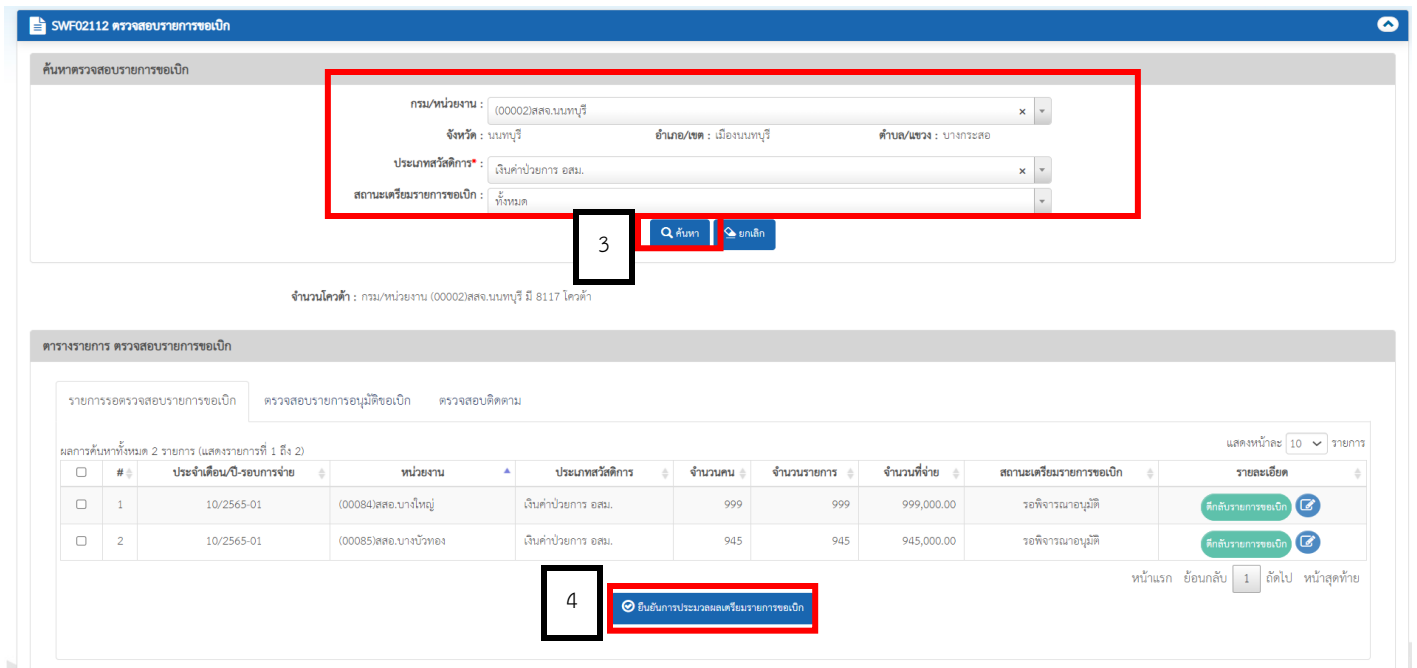 SWF02112 ตรวจสอบรายการขอเบิก
ค้นหาตรวจสอบรายการขอเบิก
กรม/หน่วยงาน : (00002)สสจ.นนทบุรี ×
จังหวัด : นนทบุรี อำเภอ/เขต : เมืองนนทบุรี ตำบล/แขวง : บางกระสอ
ประเภทสวัสดิการ* : เงินค่าป่วยการ อสม. ×
สถานะเตรียมรายการขอเบิก : ทั้งหมด
3 ค้นหา ยกเลิก
จำนวนโควต้า : กรม/หน่วยงาน (00002)สสจ.นนทบุรี มี 8117 โควต้า
ตารางรายการ ตรวจสอบรายการขอเบิก
รายการรอตรวจสอบรายการขอเบิก ตรวจสอบรายการอนุมัติขอเบิก ตรวจสอบติดตาม
ผลการค้นหาทั้งหมด 2 รายการ (แสดงรายการที่ 1 ถึง 2) แสดงหน้าละ 10 รายการ
# ประจำเดือน/ปี-รอบการจ่าย หน่วยงาน ประเภทสวัสดิการ จำนวนคน จำนวนรายการ จำนวนที่จ่าย สถานะเตรียมรายการขอเบิก รายละเอียด
1 10/2565-01 (00084)สสอ.บางใหญ่ เงินค่าป่วยการ อสม. 999 999 999,000.00 รอพิจารณาอนุมัติ ตีกลับรายการขอเบิก
2 10/2565-01 (00085)สสอ.บางบัวทอง เงินค่าป่วยการ อสม. 945 945 945,000.00 รอพิจารณาอนุมัติ ตีกลับรายการขอเบิก
หน้าแรก ย้อนกลับ 1 ถัดไป หน้าสุดท้าย
4 ยืนยันการประมวลผลเตรียมรายการขอเบิก